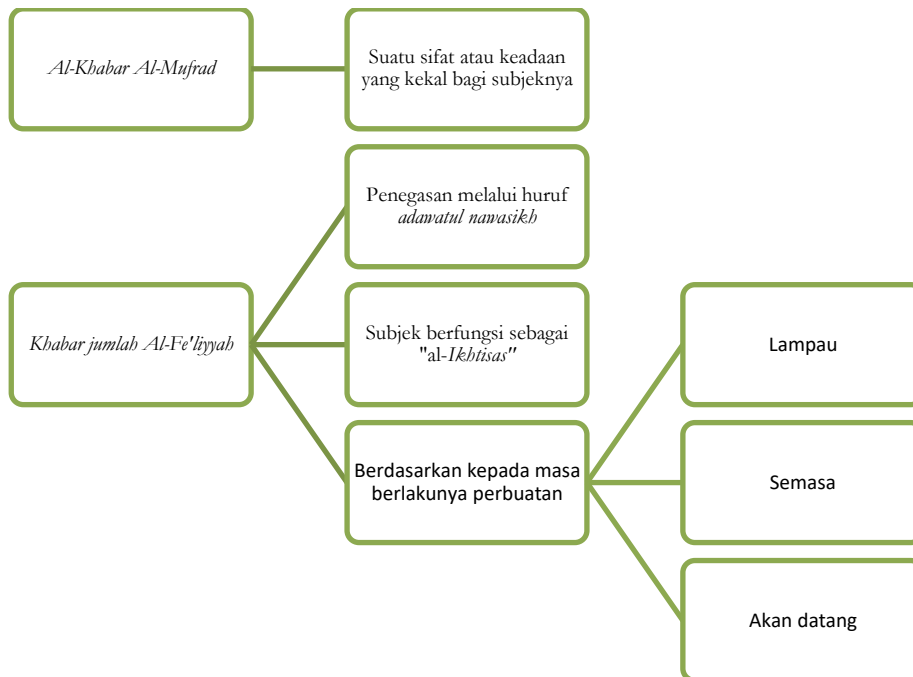 Al-Khabar Al-Mufrad
Suatu sifat atau keadaan
yang kekal bagi subjeknya
Penegasan melalui huruf
adawatul nawasikh
Khabar jumlah Al-Fe'liyyah
Subjek berfungsi sebagai
"al-Ikhtisas"
Berdasarkan kepada masa
berlakunya perbuatan
Lampau
Semasa
Akan datang